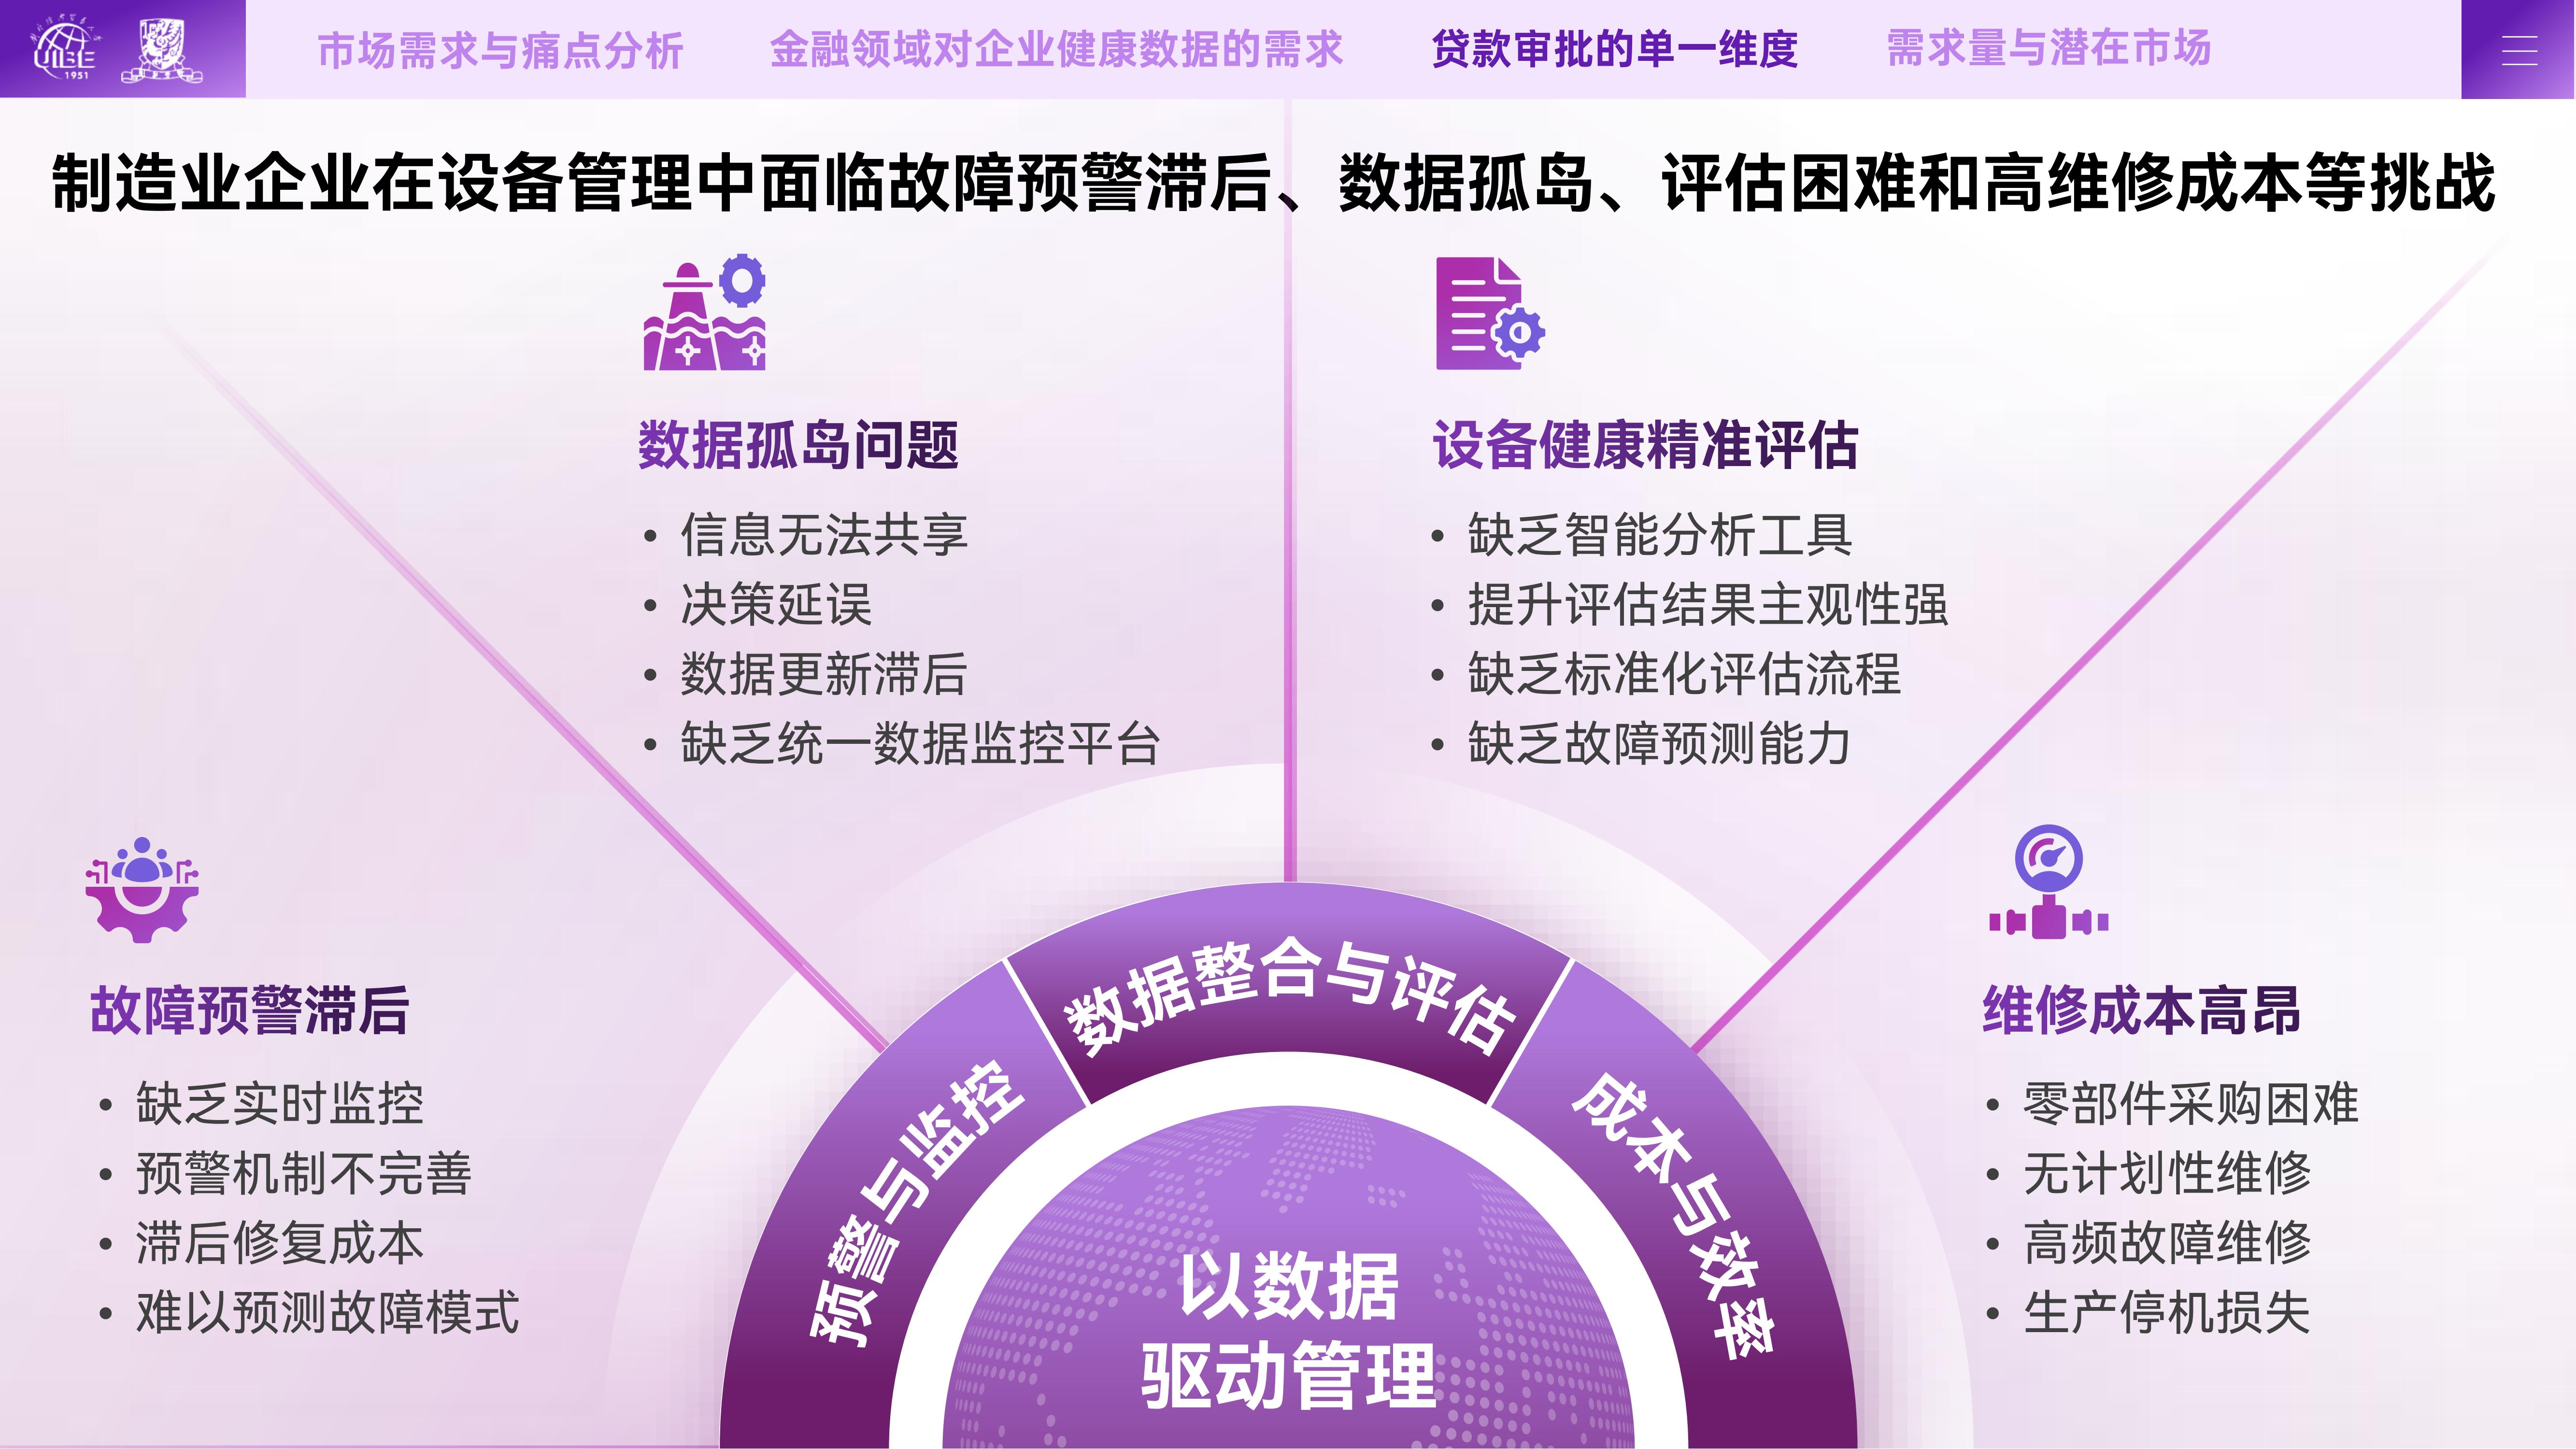 UIBE
1951
市场需求与痛点分析
金融领域对企业健康数据的需求
贷款审批的单一维度
需求量与潜在市场
制造业企业在设备管理中面临故障预警滞后、数据孤岛、评估困难和高维修成本等挑战
数据孤岛问题
• 信息无法共享
• 决策延误
• 数据更新滞后
• 缺乏统一数据监控平台
设备健康精准评估
• 缺乏智能分析工具
• 提升评估结果主观性强
• 缺乏标准化评估流程
• 缺乏故障预测能力
故障预警滞后
• 缺乏实时监控
• 预警机制不完善
• 滞后修复成本
• 难以预测故障模式
维修成本高昂
• 零部件采购困难
• 无计划性维修
• 高频故障维修
• 生产停机损失
预警与监控
数据整合与评估
成本与效率
以数据
驱动管理